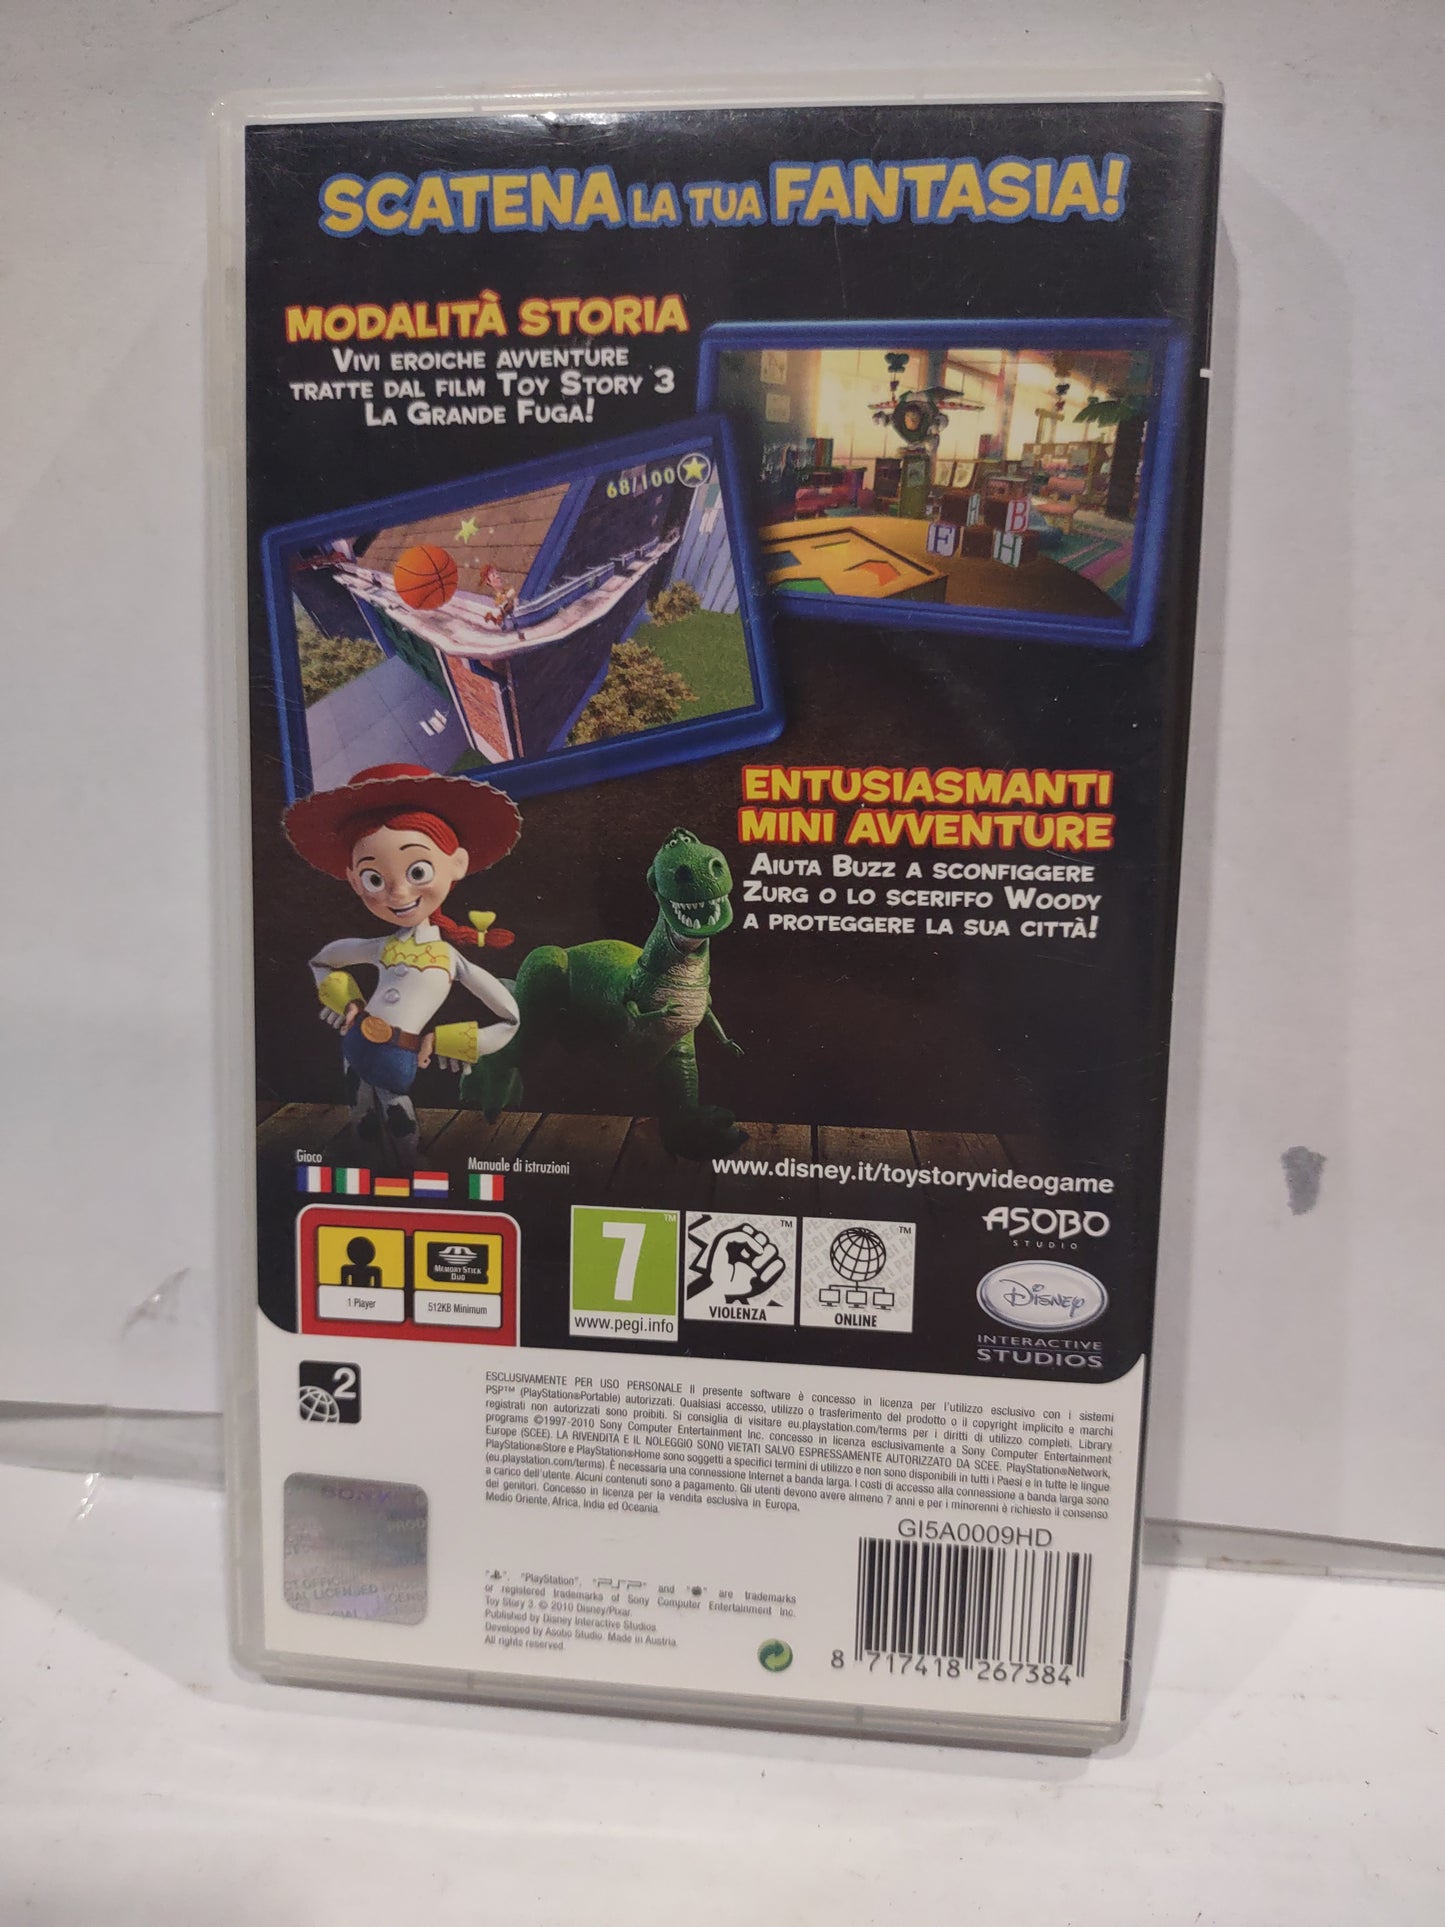 SCATENA LA TUA FANTASIA!
MODALITÀ STORIA
VIVI EROICHE AVVENTURE
TRATTE DAL FILM TOY STORY 3
LA GRANDE FUGA!
68/100
B
F H
ENTUSIASMANTI
MINI AVVENTURE
AIUTA BUZZ A SCONFIGGERE
ZURG O LO SCERIFFO WOODY
A PROTEGGERE LA SUA CITTÀ!
Gioco
Manuale di istruzioni
www.disney.it/toystoryvideogame
1 Player
MEMORY STICK
DUO
512KB Minimum
7
www.pegi.info
VIOLENZA
ONLINE
ASOBO
STUDIO
Disney
INTERACTIVE
STUDIOS
2
ESCLUSIVAMENTE PER USO PERSONALE Il presente software è concesso in licenza per l'utilizzo esclusivo con i sistemi
PSP™ (PlayStation®Portable) autorizzati. Qualsiasi accesso, utilizzo o trasferimento del prodotto o il copyright implicito e marchi
registrati non autorizzati sono proibiti. Si consiglia di visitare eu.playstation.com/terms per i diritti di utilizzo completi. Library
programs ©1997-2010 Sony Computer Entertainment Inc. concesso in licenza esclusivamente a Sony Computer Entertainment
Europe (SCEE). LA RIVENDITA E IL NOLEGGIO SONO VIETATI SALVO ESPRESSAMENTE AUTORIZZATO DA SCEE. PlayStation®Network,
PlayStation®Store e PlayStation®Home sono soggetti a specifici termini di utilizzo e non sono disponibili in tutti i Paesi e in tutte le lingue
(eu.playstation.com/terms). È necessaria una connessione Internet a banda larga. I costi di accesso alla connessione a banda larga sono
a carico dell'utente. Alcuni contenuti sono a pagamento. Gli utenti devono avere almeno 7 anni e per i minorenni è richiesto il consenso
dei genitori. Concesso in licenza per la vendita esclusiva in Europa,
Medio Oriente, Africa, India ed Oceania.
SONY
GI5A0009HD
"PlayStation", "PSP" and " " are trademarks
or registered trademarks of Sony Computer Entertainment Inc.
Toy Story 3. © 2010 Disney/Pixar.
Published by Disney Interactive Studios.
Developed by Asobo Studio. Made in Austria.
All rights reserved.
8 717418 267384